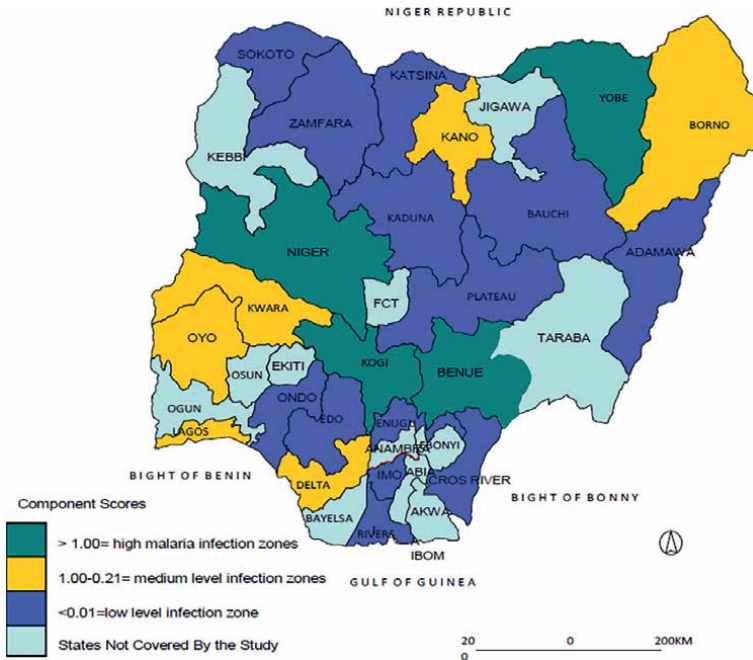 NIGER REPUBLIC
SOKOTO
KATSINA
JIGAWA
YOBE
ZAMFARA
KANO
BORNO
KEBBI
KADUNA
BAUCHI
NIGER
ADAMAWA
FCT
PLATEAU
KWARA
OYO
TARABA
KOGI
BENUE
OSUN
EKITI
ONDO
OGUN
EDO
ENUGU
LAGOS
ANAMBRA
EBONYI
BIGHT OF BENIN
IMO
ABIA
CROS RIVER
DELTA
BIGHT OF BONNY
BAYELSA
AKWA
RIVERS
IBOM
GULF OF GUINEA
Component Scores
> 1.00= high malaria infection zones
1.00-0.21= medium level infection zones
<0.01=low level infection zone
States Not Covered By the Study
20 0 200KM
0